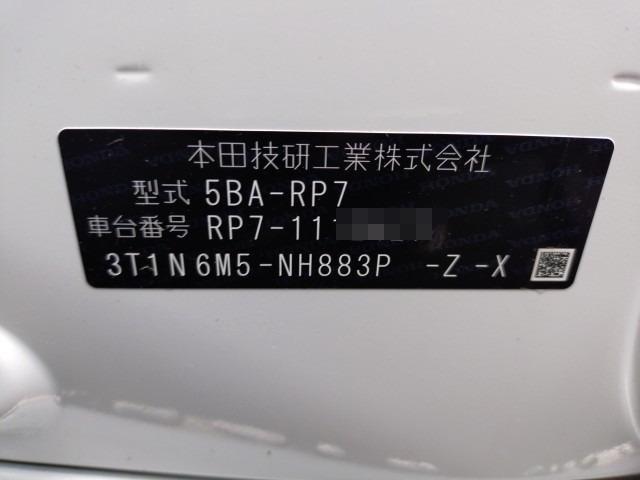 本田技研工業株式会社
型式 5BA-RP7
車台番号 RP7-111
3T1N6M5-NH883P -Z -X